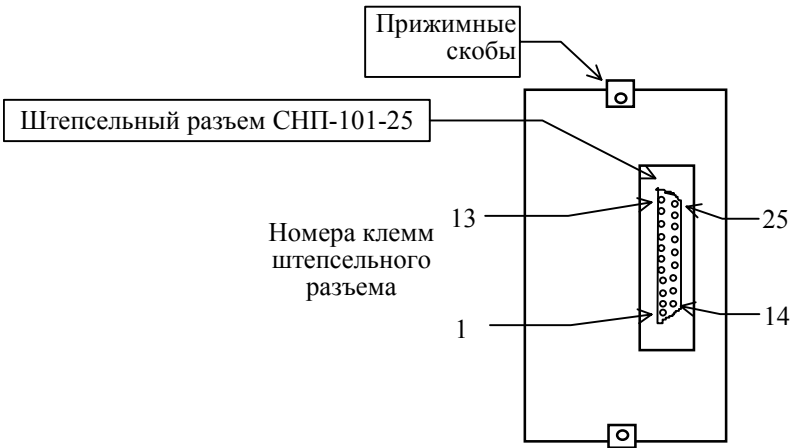 Прижимные
скобы
Штепсельный разъем СНП-101-25
Номера клемм
штепсельного
разъема
13
25
1
14